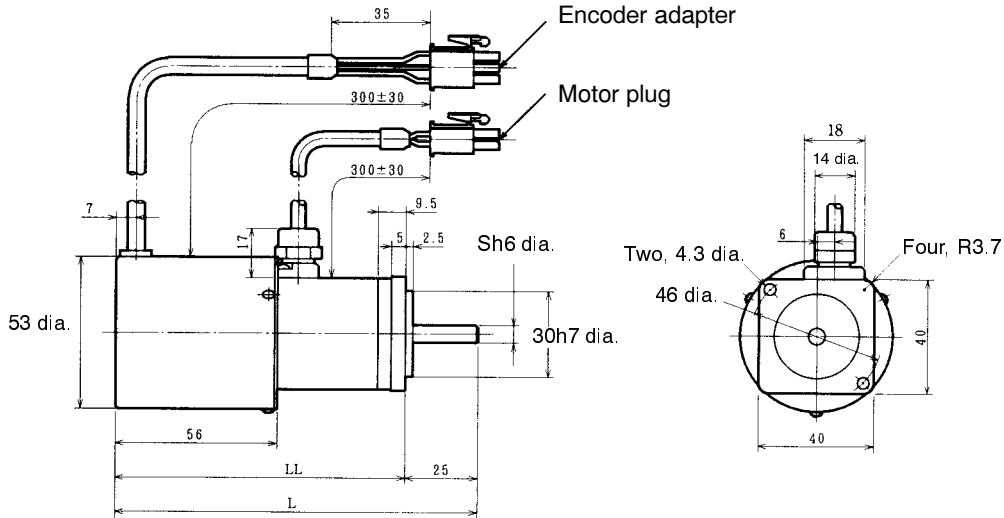 35
Encoder adapter
300±30
Motor plug
300±30
7
17
9.5
5
2.5
Sh6 dia.
53 dia.
30h7 dia.
56
LL
25
L
18
14 dia.
6
Two, 4.3 dia.
Four, R3.7
46 dia.
40
40